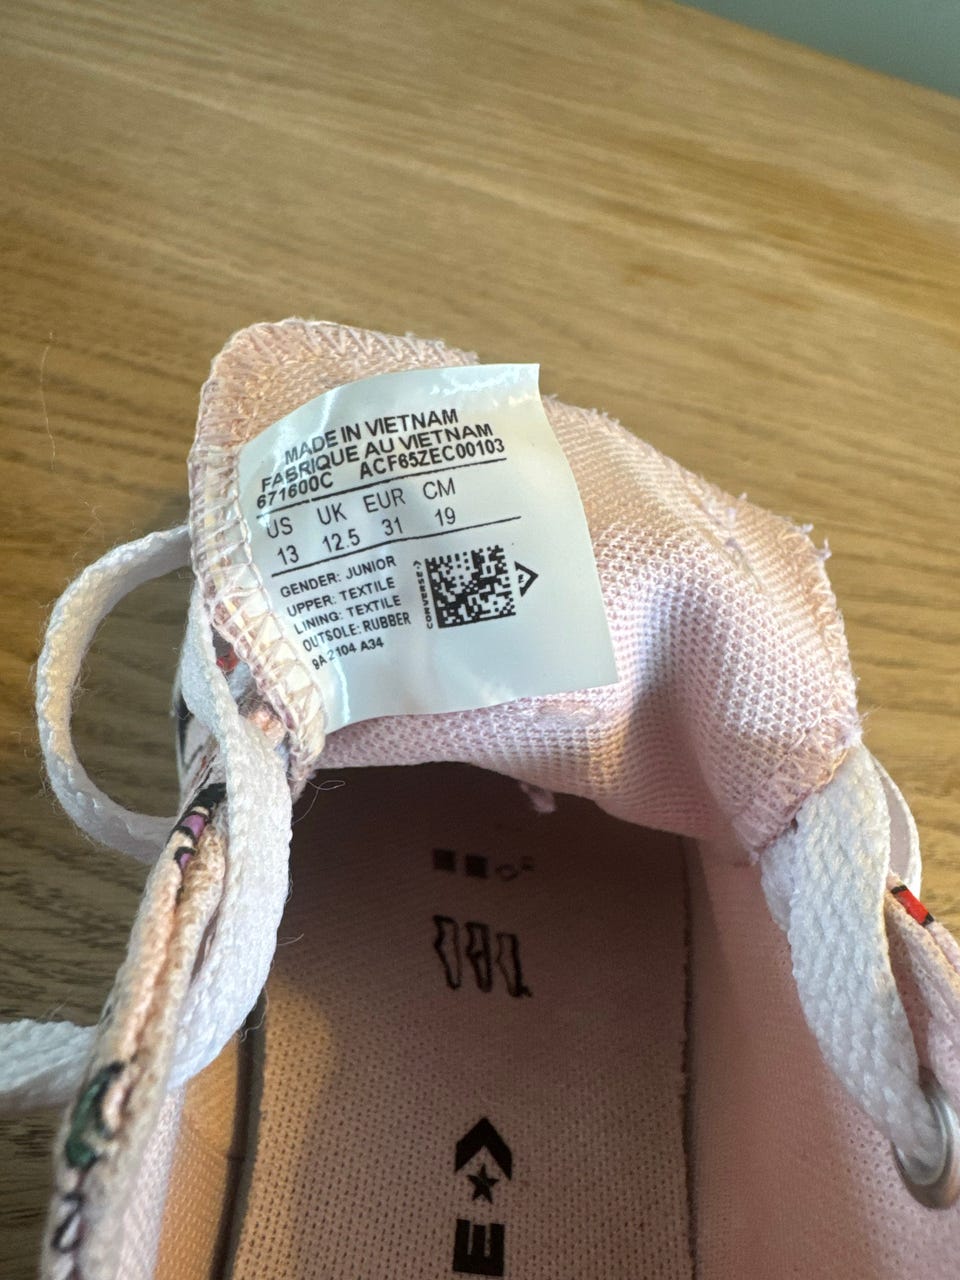 MADE IN VIETNAM
FABRIQUE AU VIETNAM
671600C ACF65ZEC00103
US UK EUR CM
13 12.5 31 19
GENDER: JUNIOR
UPPER: TEXTILE
LINING: TEXTILE
OUTSOLE: RUBBER
9A 2104 A34
CONVERSE
E